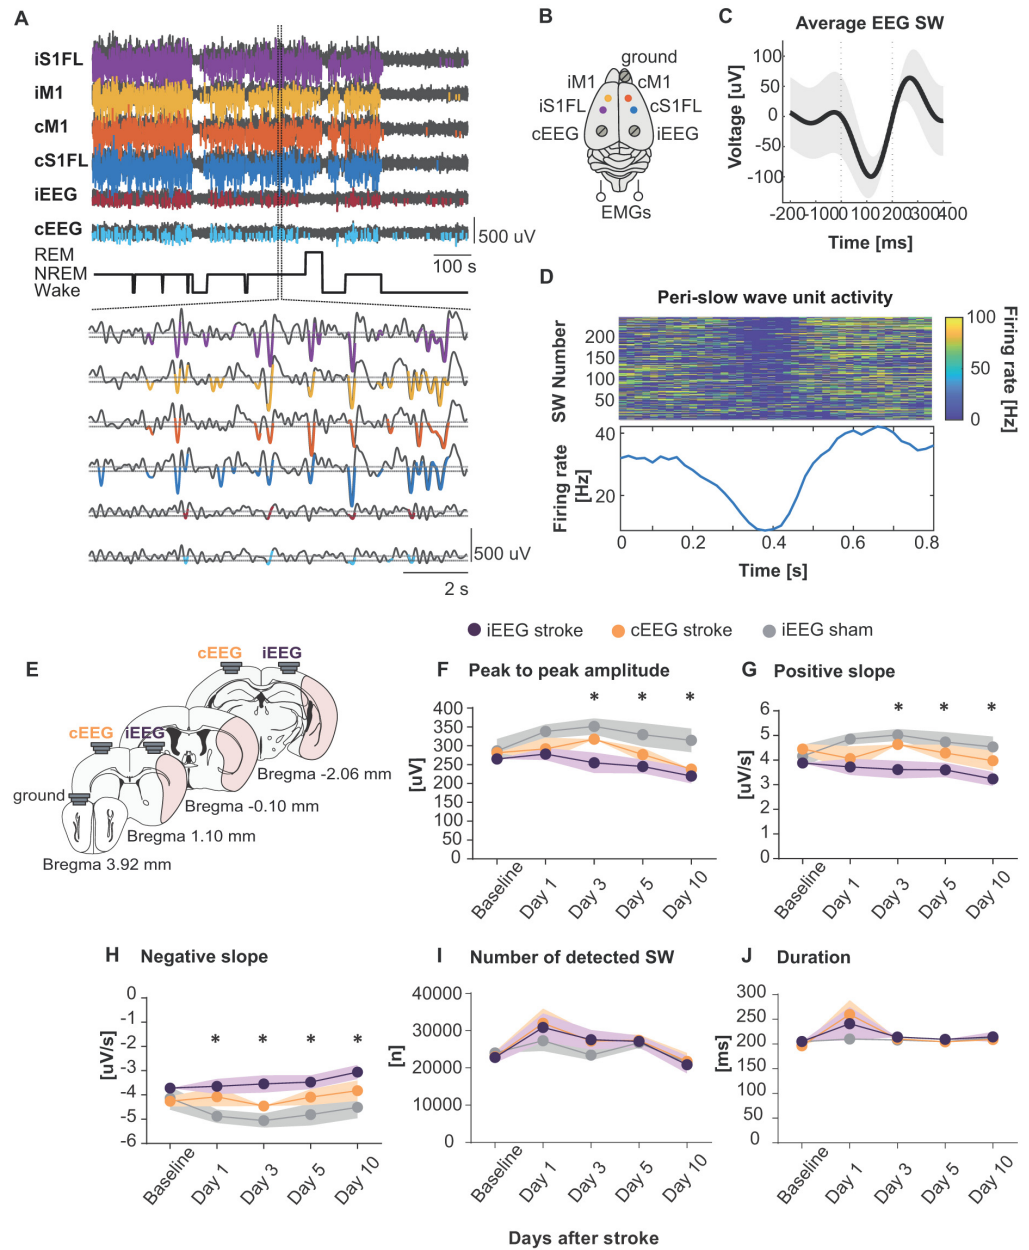 A
iS1FL
iM1
cM1
cS1FL
iEEG
cEEG
500 uV
REM
NREM
Wake
100 s
500 uV
2 s
B
ground
iM1
cM1
iS1FL
cS1FL
cEEG
iEEG
EMGs
C
Average EEG SW
Voltage [uV]
100
50
0
-50
-100
-200 -100 0 100 200 300 400
Time [ms]
D
Peri-slow wave unit activity
SW Number
200
150
100
50
100
50
0
Firing rate [Hz]
Firing rate
[Hz]
40
20
0 0.2 0.4 0.6 0.8
Time [s]
iEEG stroke cEEG stroke iEEG sham
E
cEEG iEEG
cEEG iEEG
ground
Bregma -2.06 mm
Bregma -0.10 mm
Bregma 1.10 mm
Bregma 3.92 mm
F Peak to peak amplitude
* * *
[uV]
400
350
300
250
200
150
100
50
0
Baseline Day 1 Day 3 Day 5 Day 10
G Positive slope
* * *
[uV/s]
6
5
4
3
2
1
0
Baseline Day 1 Day 3 Day 5 Day 10
H Negative slope
* * * *
[uV/s]
0
-1
-2
-3
-4
-5
-6
Baseline Day 1 Day 3 Day 5 Day 10
I Number of detected SW
[n]
40000
30000
20000
10000
0
Baseline Day 1 Day 3 Day 5 Day 10
J Duration
[ms]
300
250
200
150
100
50
0
Baseline Day 1 Day 3 Day 5 Day 10
Days after stroke